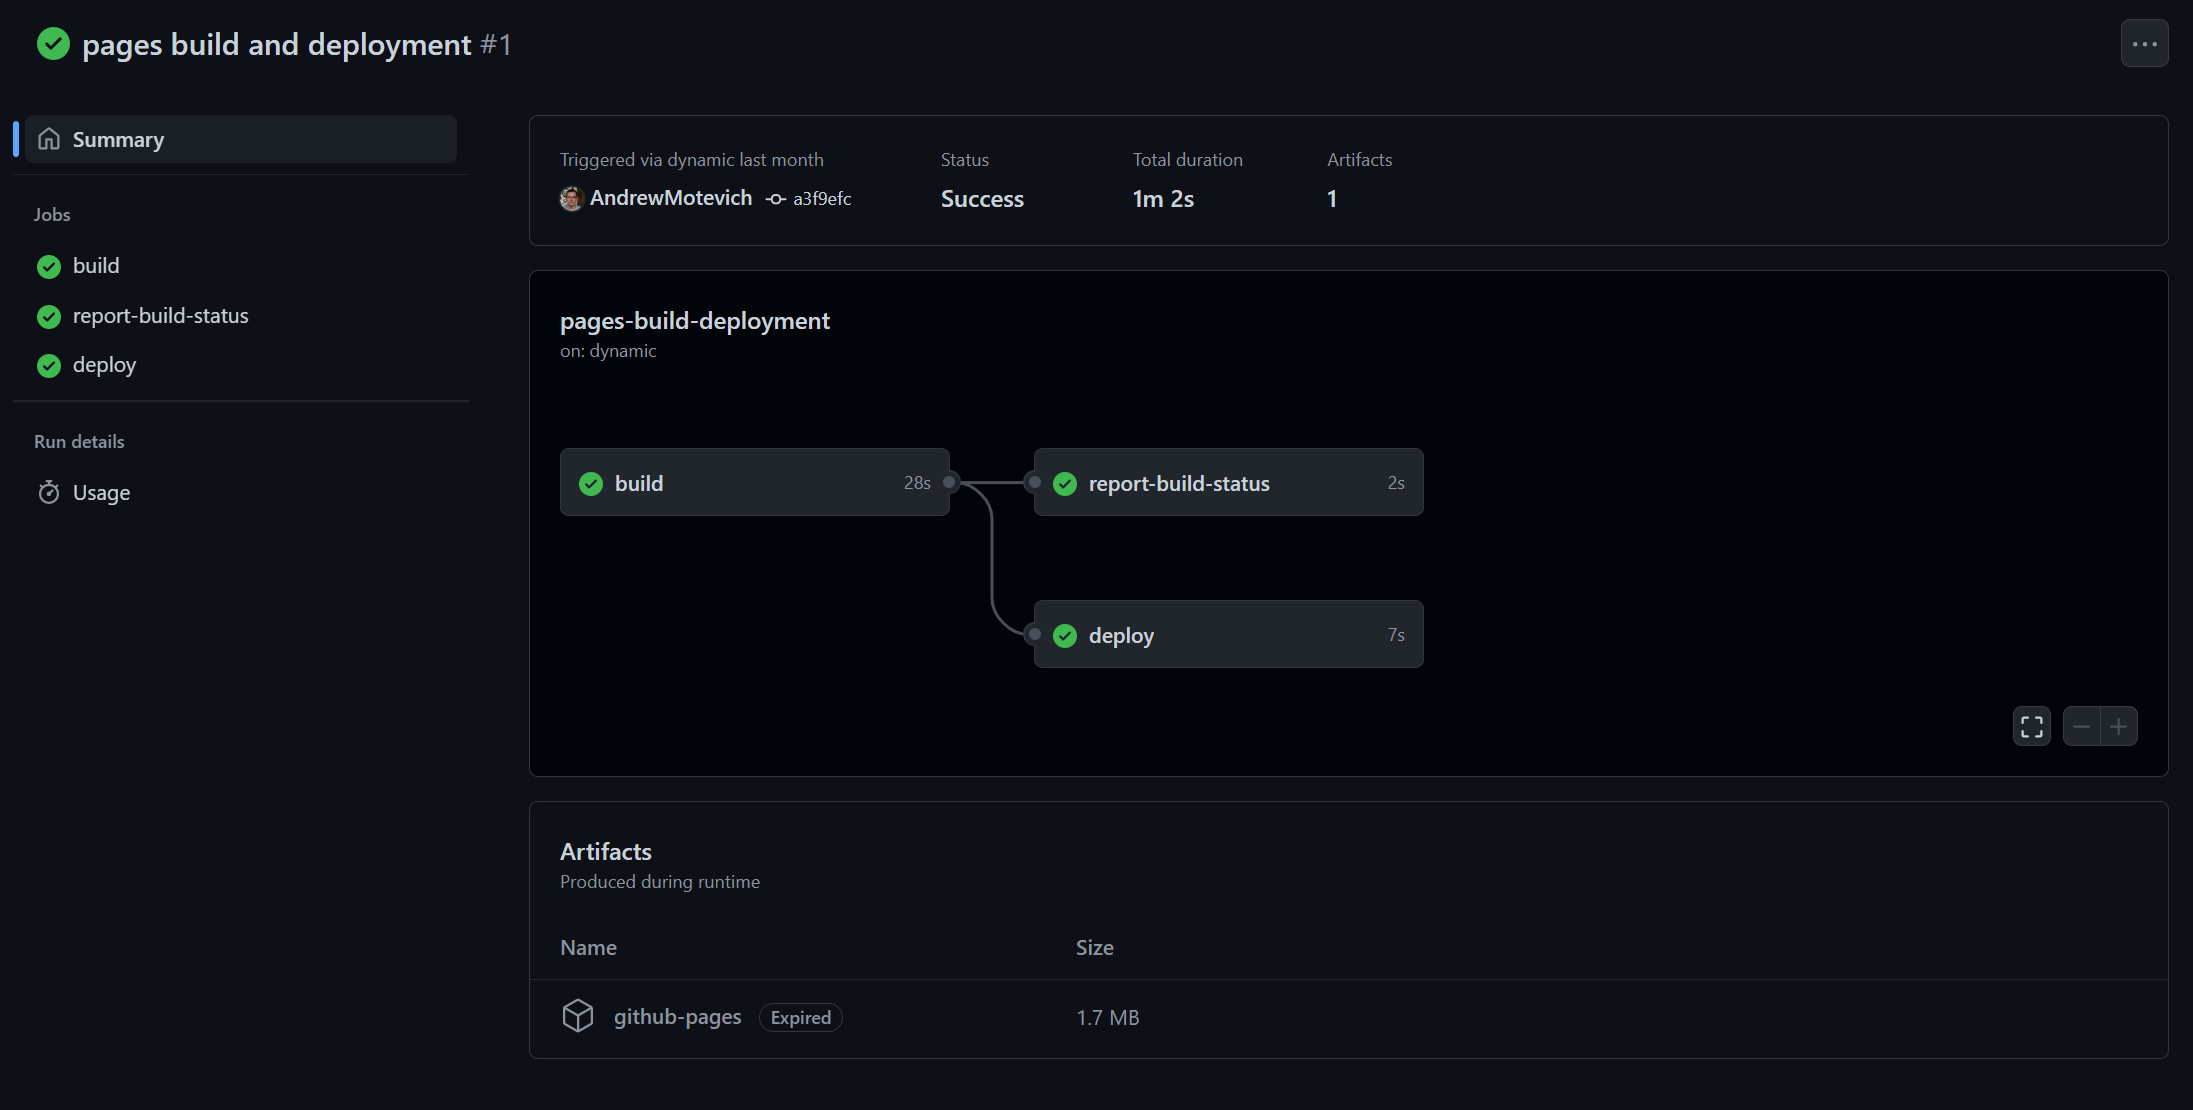 pages build and deployment #1
Summary
Jobs
build
report-build-status
deploy
Run details
Usage
Triggered via dynamic last month
AndrewMotevich a3f9efc
Status
Success
Total duration
1m 2s
Artifacts
1
pages-build-deployment
on: dynamic
build 28s
report-build-status 2s
deploy 7s
Artifacts
Produced during runtime
Name Size
github-pages Expired 1.7 MB